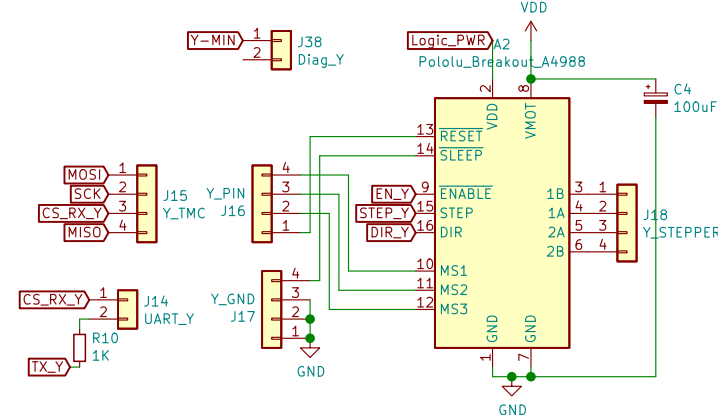 VDD
Y-MIN 1 J38
2 Diag_Y
Logic_PWR A2
Pololu_Breakout_A4988
2 8 C4
+ 100uF
VDD VMOT
13 RESET
14 SLEEP
MOSI 1
SCK 2 J15
CS_RX_Y 3 Y_TMC
MISO 4
4
Y_PIN 3
J16 2
1
EN_Y 9 ENABLE
STEP_Y 15 STEP
DIR_Y 16 DIR
1B 3 1
1A 4 2 J18
2A 5 3 Y_STEPPER
2B 6 4
10 MS1
11 MS2
12 MS3
4
Y_GND 3
J17 2
1
GND
CS_RX_Y 1 J14
2 UART_Y
R10
1K
TX_Y
GND GND
1 7
GND